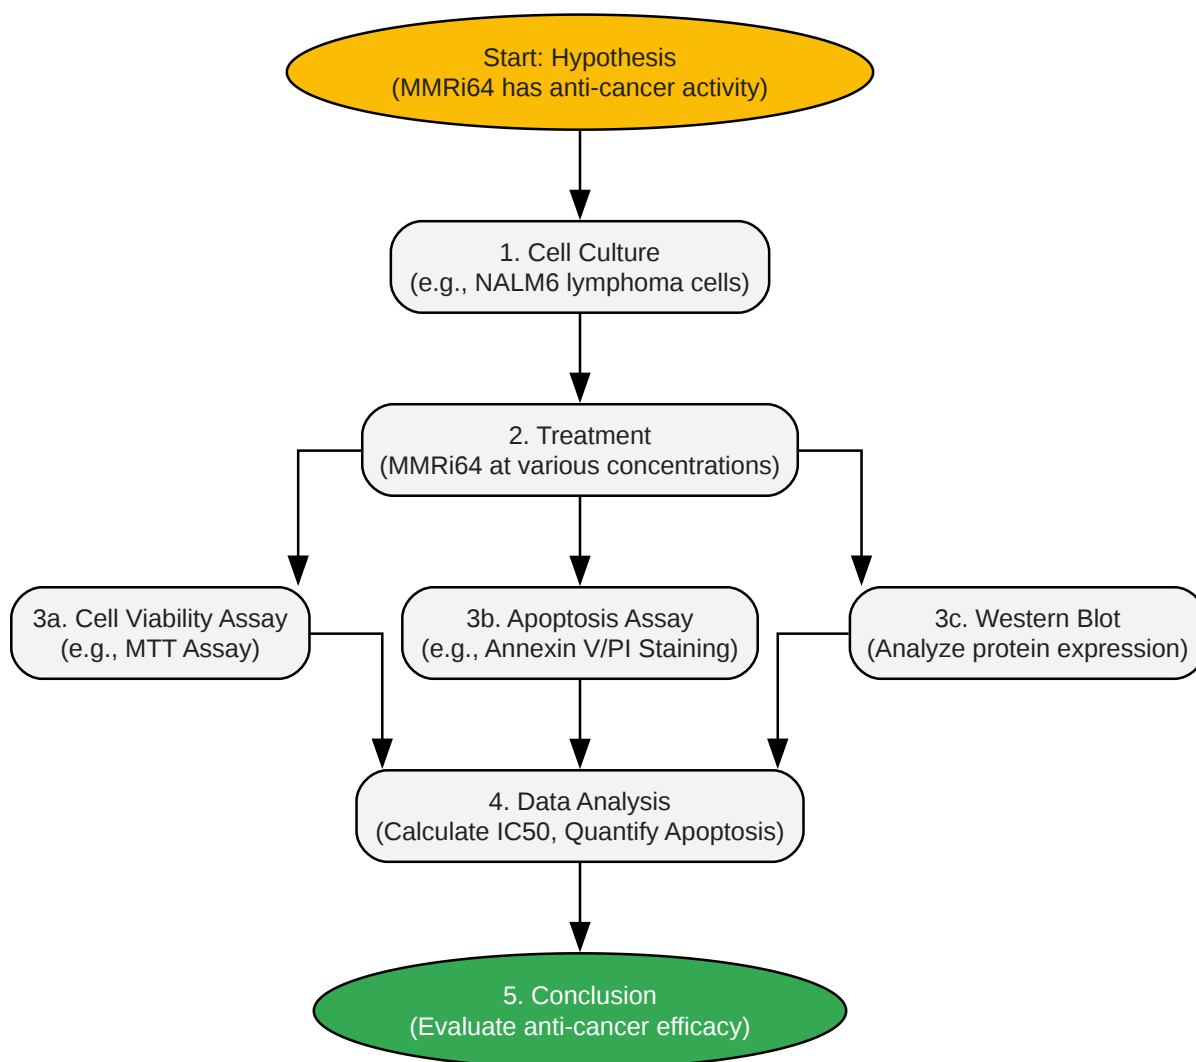 Start: Hypothesis
(MMRi64 has anti-cancer activity)
1. Cell Culture
(e.g., NALM6 lymphoma cells)
2. Treatment
(MMRi64 at various concentrations)
3a. Cell Viability Assay
(e.g., MTT Assay)
3b. Apoptosis Assay
(e.g., Annexin V/PI Staining)
3c. Western Blot
(Analyze protein expression)
4. Data Analysis
(Calculate IC50, Quantify Apoptosis)
5. Conclusion
(Evaluate anti-cancer efficacy)